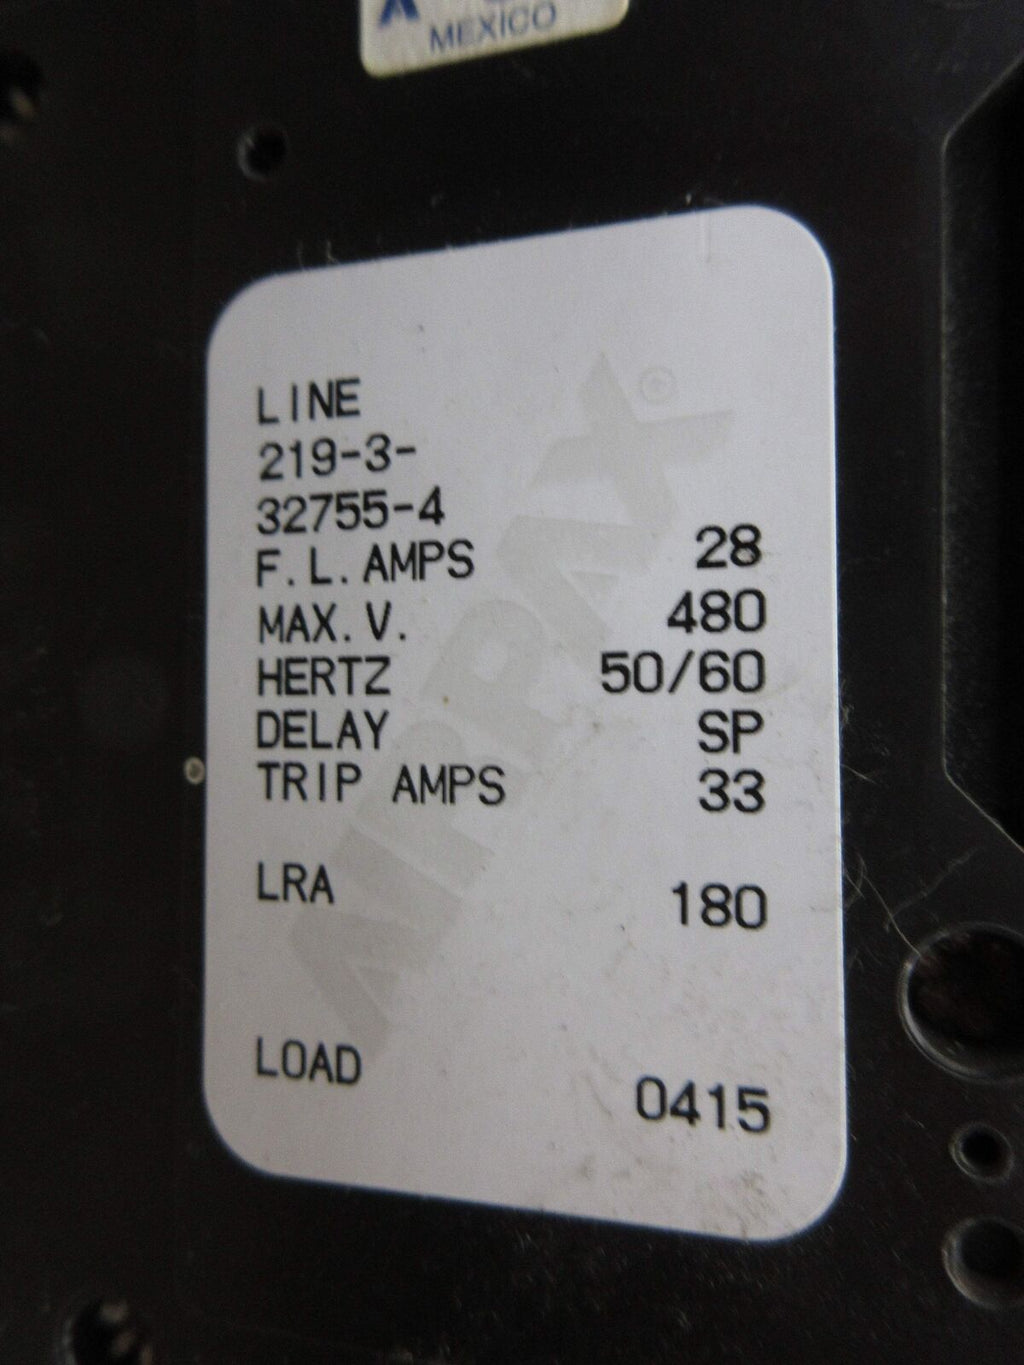 MEXICO
AIRPAX®
LINE
219-3-
32755-4
F.L.AMPS 28
MAX.V. 480
HERTZ 50/60
DELAY SP
TRIP AMPS 33
LRA 180
LOAD 0415